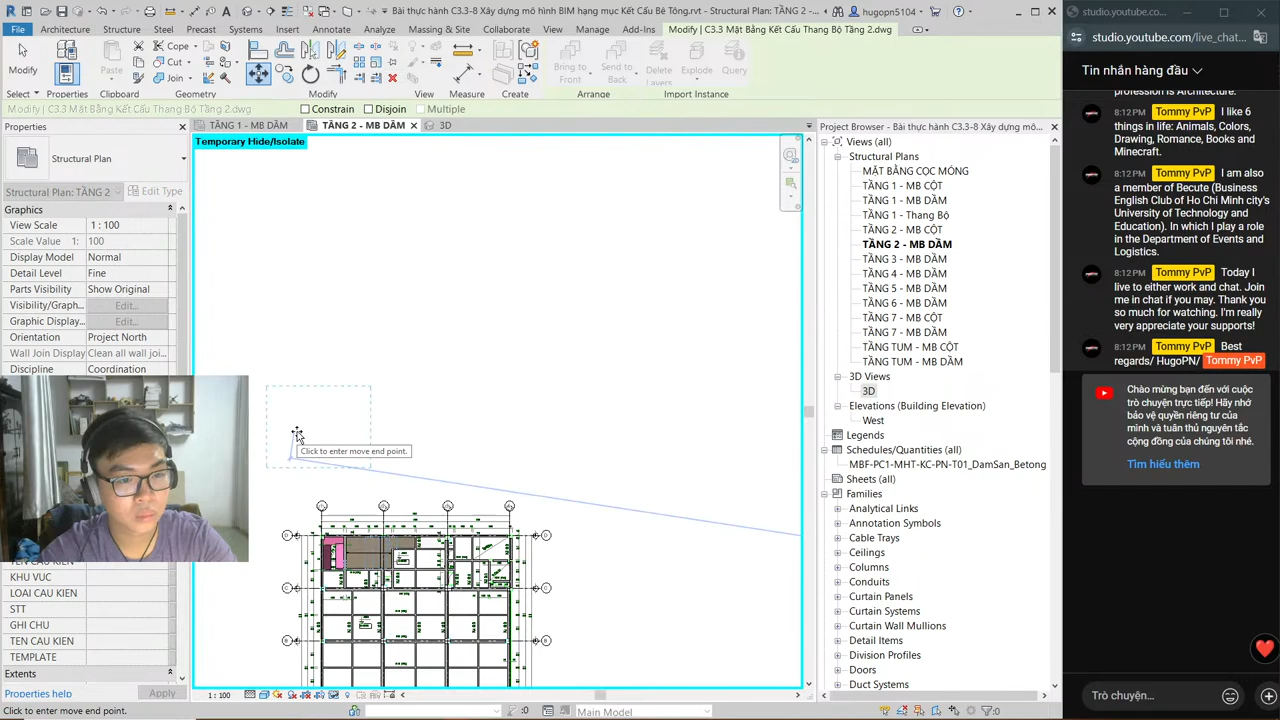 Bài thực hành C3.3-8 Xây dựng mô hình BIM hạng mục Kết Cấu Bê Tông.rvt - Structural Plan: TẦNG 2 - ...
hugopn5104
File Architecture Structure Steel Precast Systems Insert Annotate Analyze Massing & Site Collaborate View Manage Add-Ins Modify | C3.3 Mặt Bằng Kết Cấu Thang Bộ Tầng 2.dwg
Modify
Paste
Cope
Cut
Join
Bring to Front
Send to Back
Delete Layers
Explode
Query
Select Properties Clipboard Geometry Modify View Measure Create Arrange Import Instance
Modify | C3.3 Mặt Bằng Kết Cấu Thang Bộ Tầng 2.dwg
Constrain Disjoin Multiple
Properties
Structural Plan
Structural Plan: TẦNG 2
Edit Type
Graphics
View Scale 1 : 100
Scale Value 1: 100
Display Model Normal
Detail Level Fine
Parts Visibility Show Original
Visibility/Graph... Edit...
Graphic Display... Edit...
Orientation Project North
Wall Join Display Clean all wall joi...
Discipline Coordination
KHU VUC
LOAI CAU KIEN
STT
GHI CHU
TEN CAU KIEN
TEMPLATE
Extents
Properties help
Apply
Click to enter move end point.
TẦNG 1 - MB DẦM
TẦNG 2 - MB DẦM
3D
Temporary Hide/Isolate
Click to enter move end point.
1 : 100
:0
Main Model
:0
Project Browser - Bài thực hành C3.3-8 Xây dựng mô...
Views (all)
Structural Plans
MẶT BẰNG CỌC MÓNG
TẦNG 1 - MB CỘT
TẦNG 1 - MB DẦM
TẦNG 1 - Thang Bộ
TẦNG 2 - MB CỘT
TẦNG 2 - MB DẦM
TẦNG 3 - MB DẦM
TẦNG 4 - MB DẦM
TẦNG 5 - MB DẦM
TẦNG 6 - MB DẦM
TẦNG 7 - MB CỘT
TẦNG 7 - MB DẦM
TẦNG TUM - MB CỘT
TẦNG TUM - MB DẦM
3D Views
3D
Elevations (Building Elevation)
West
Legends
Schedules/Quantities (all)
MBF-PC1-MHT-KC-PN-T01_DamSan_Betong
Sheets (all)
Families
Analytical Links
Annotation Symbols
Cable Trays
Ceilings
Columns
Conduits
Curtain Panels
Curtain Systems
Curtain Wall Mullions
Detail Items
Division Profiles
Doors
Duct Systems
studio.youtube.co...
studio.youtube.com/live_chat...
Tin nhắn hàng đầu
profession is Architecture.
8:12 PM Tommy PvP I like 6
things in life: Animals, Colors,
Drawing, Romance, Books and
Minecraft.
8:12 PM Tommy PvP I am also
a member of Becute (Business
English Club of Ho Chi Minh city's
University of Technology and
Education). In which I play a role
in the Department of Events and
Logistics.
8:12 PM Tommy PvP Today I
live to either work and chat. Join
me in chat if you may. Thank you
so much for watching. I'm really
very appreciate your supports!
8:12 PM Tommy PvP Best
regards/ HugoPN/ Tommy PvP
Chào mừng bạn đến với cuộc
trò chuyện trực tiếp! Hãy nhớ
bảo vệ quyền riêng tư của
mình và tuân thủ nguyên tắc
cộng đồng của chúng tôi nhé.
Tìm hiểu thêm
Trò chuyện...